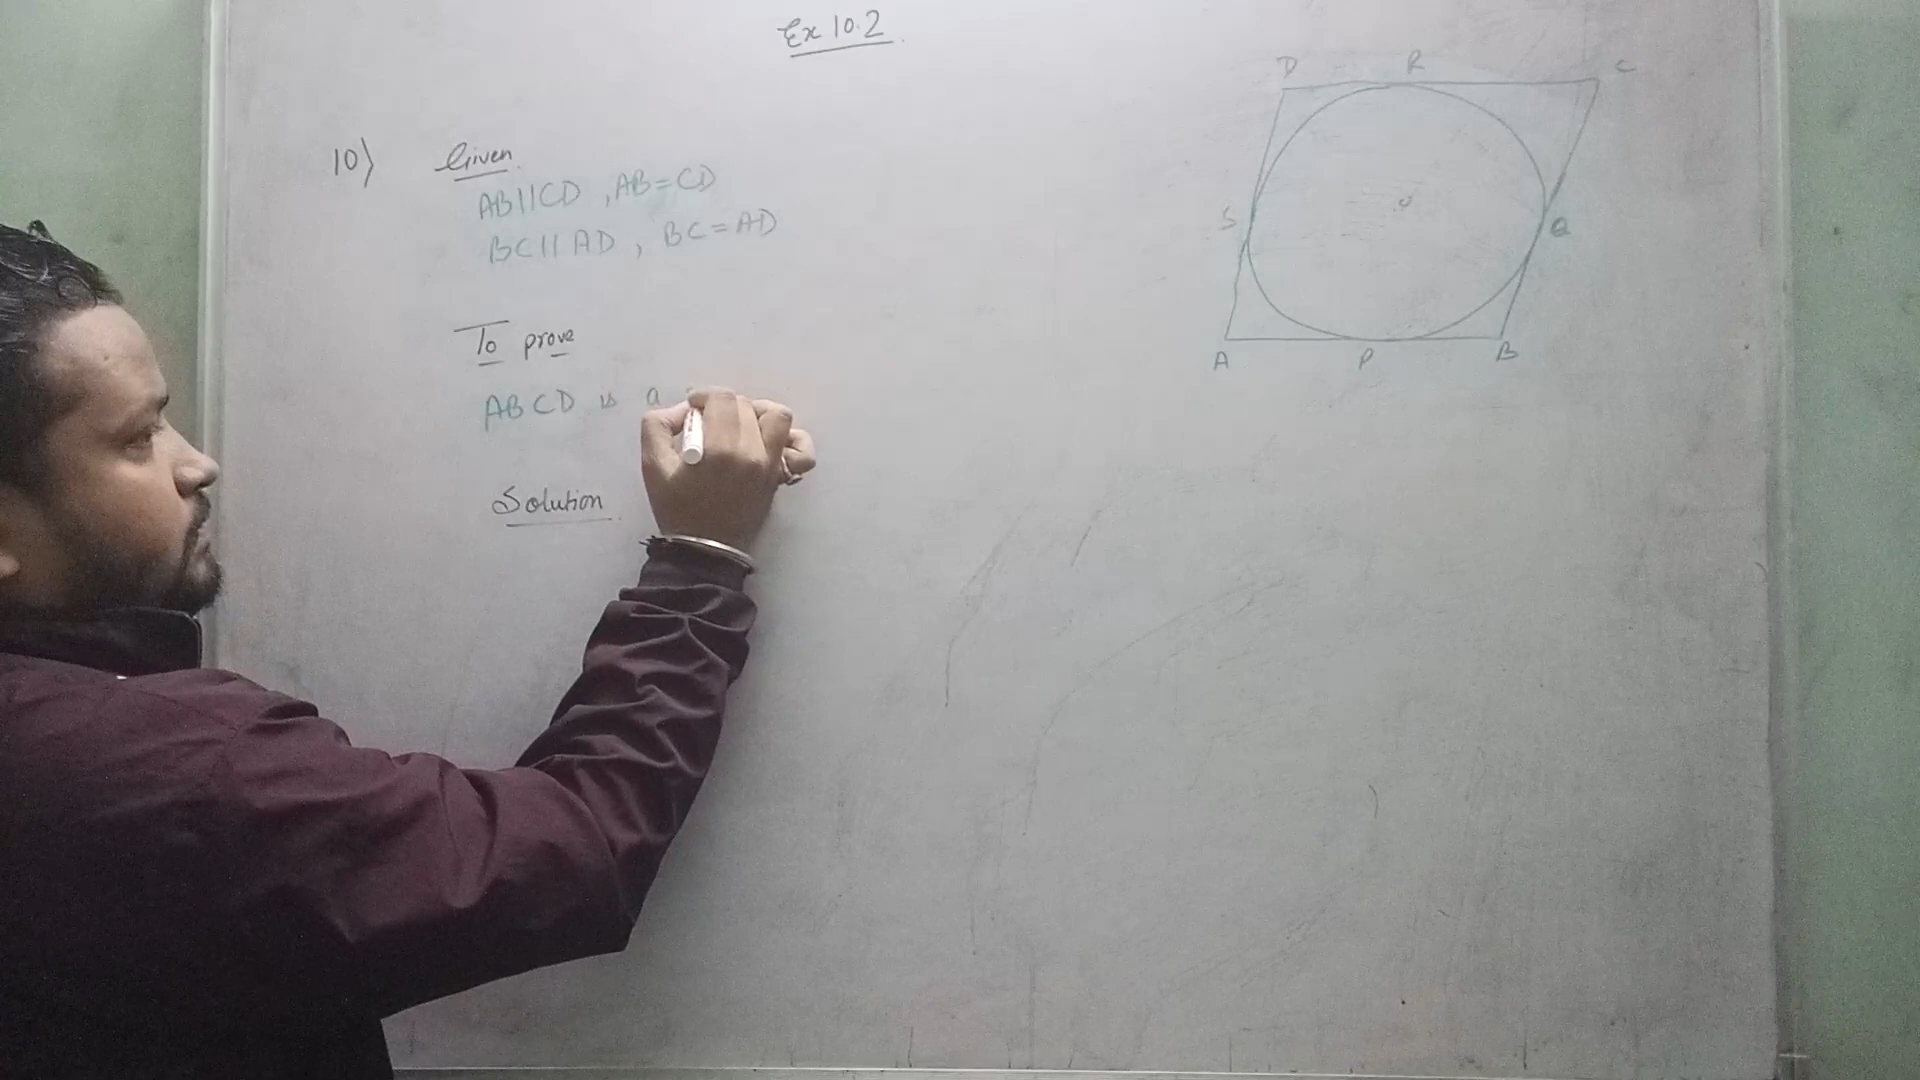 Ex 10.2
10) Given
AB||CD , AB=CD
BC||AD , BC=AD
To prove
ABCD is a
Solution
D R C
S O Q
A P B